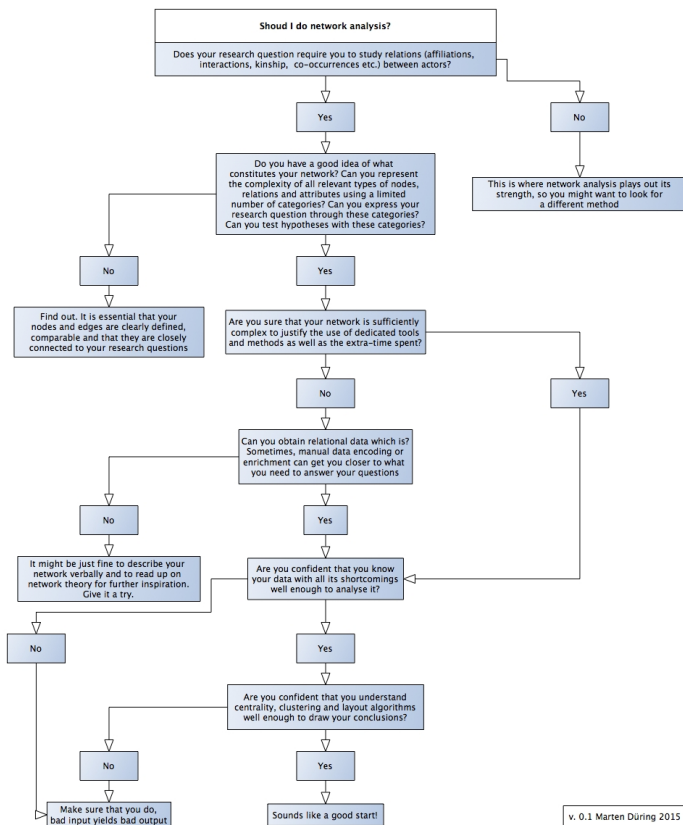 Shoud I do network analysis?
Does your research question require you to study relations (affiliations,
interactions, kinship, co-occurrences etc.) between actors?
Yes
No
Do you have a good idea of what
constitutes your network? Can you represent
the complexity of all relevant types of nodes,
relations and attributes using a limited
number of categories? Can you express your
research question through these categories?
Can you test hypotheses with these categories?
This is where network analysis plays out its
strength, so you might want to look for
a different method
No
Yes
Find out. It is essential that your
nodes and edges are clearly defined,
comparable and that they are closely
connected to your research questions
Are you sure that your network is sufficiently
complex to justify the use of dedicated tools
and methods as well as the extra-time spent?
No
Yes
Can you obtain relational data which is?
Sometimes, manual data encoding or
enrichment can get you closer to what
you need to answer your questions
No
Yes
It might be just fine to describe your
network verbally and to read up on
network theory for further inspiration.
Give it a try.
Are you confident that you know
your data with all its shortcomings
well enough to analyse it?
No
Yes
Are you confident that you understand
centrality, clustering and layout algorithms
well enough to draw your conclusions?
No
Yes
Make sure that you do,
bad input yields bad output
Sounds like a good start!
v. 0.1 Marten Düring 2015